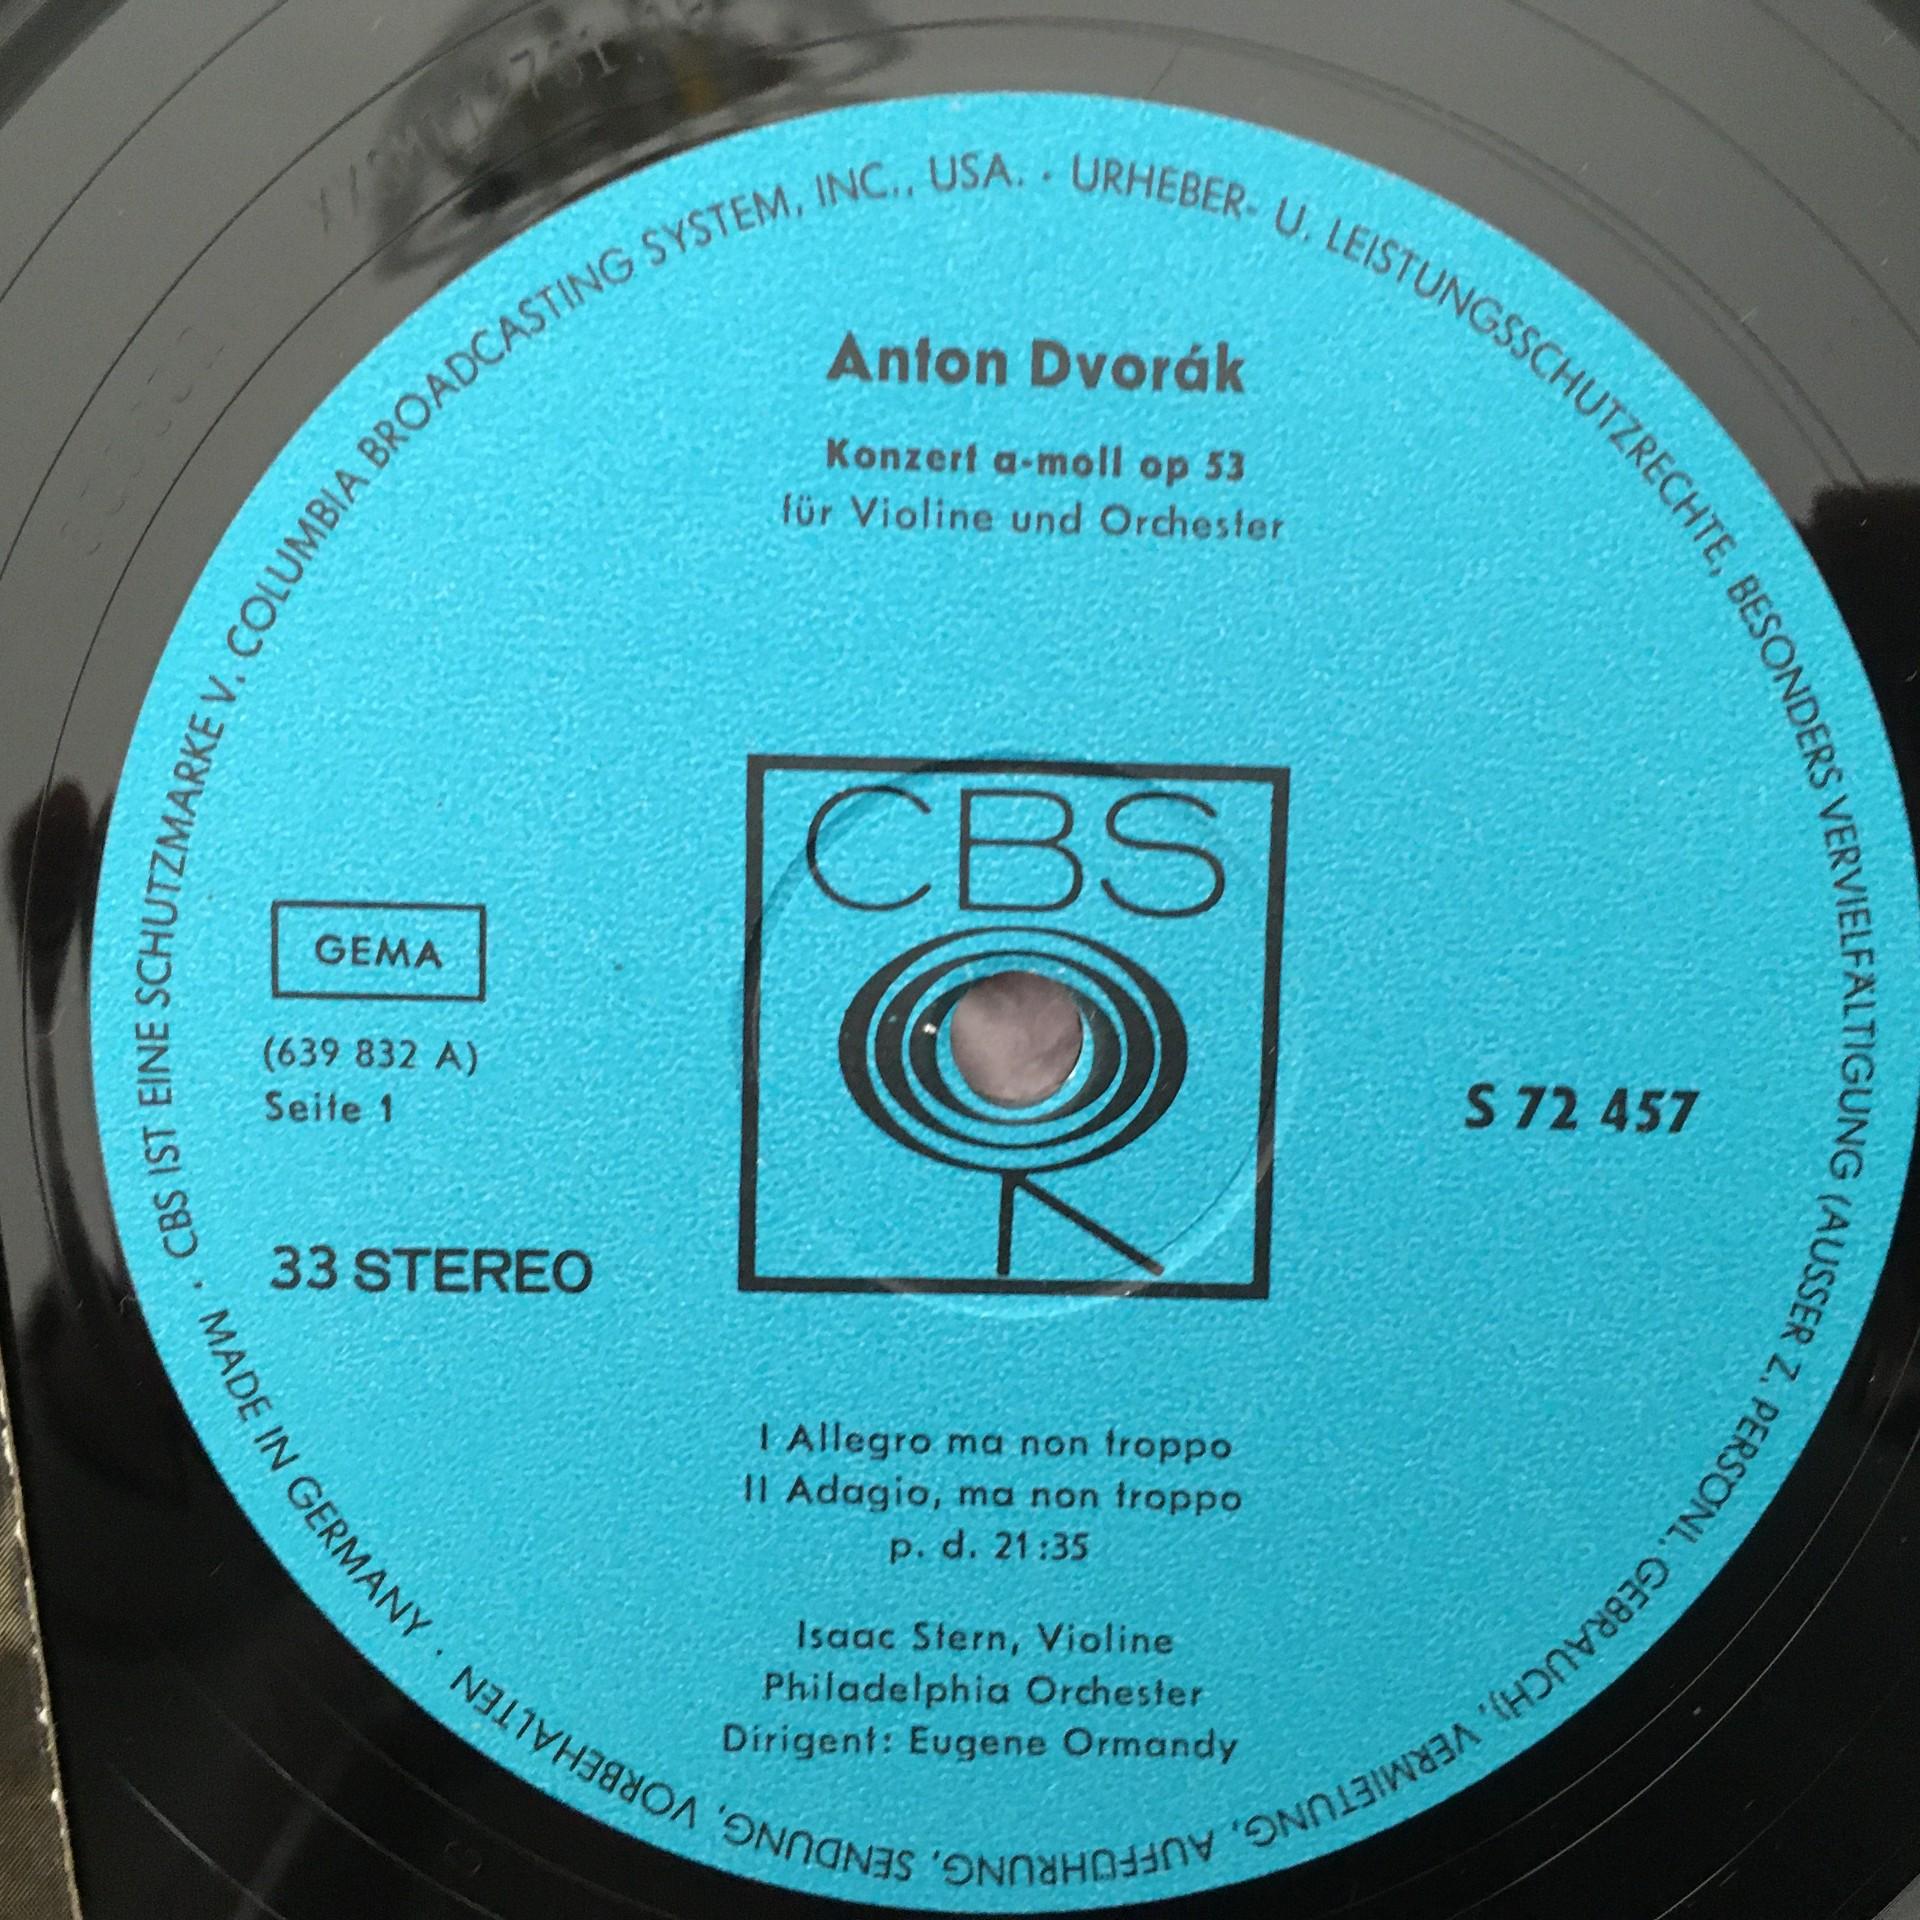 CBS IST EINE SCHUTZMARKE V. COLUMBIA BROADCASTING SYSTEM, INC., USA. · URHEBER- U. LEISTUNGSSCHUTZRECHTE, BESONDERS VERVIELFÄLTIGUNG (AUSSER Z. PERSÖNL. GEBRAUCH), VERMIETUNG, AUFFÜHRUNG, SENDUNG, VORBEHALTEN · MADE IN GERMANY ·
Anton Dvorák
Konzert a-moll op 53
für Violine und Orchester
CBS
GEMA
(639 832 A)
Seite 1
S 72 457
33 STEREO
I Allegro ma non troppo
II Adagio, ma non troppo
p. d. 21:35
Isaac Stern, Violine
Philadelphia Orchester
Dirigent: Eugene Ormandy